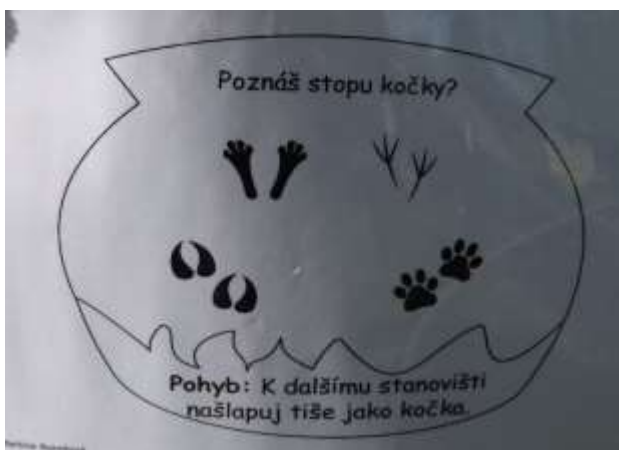 Poznáš stopu kočky?
Pohyb: K dalšímu stanovišti
našlapuj tiše jako kočka.